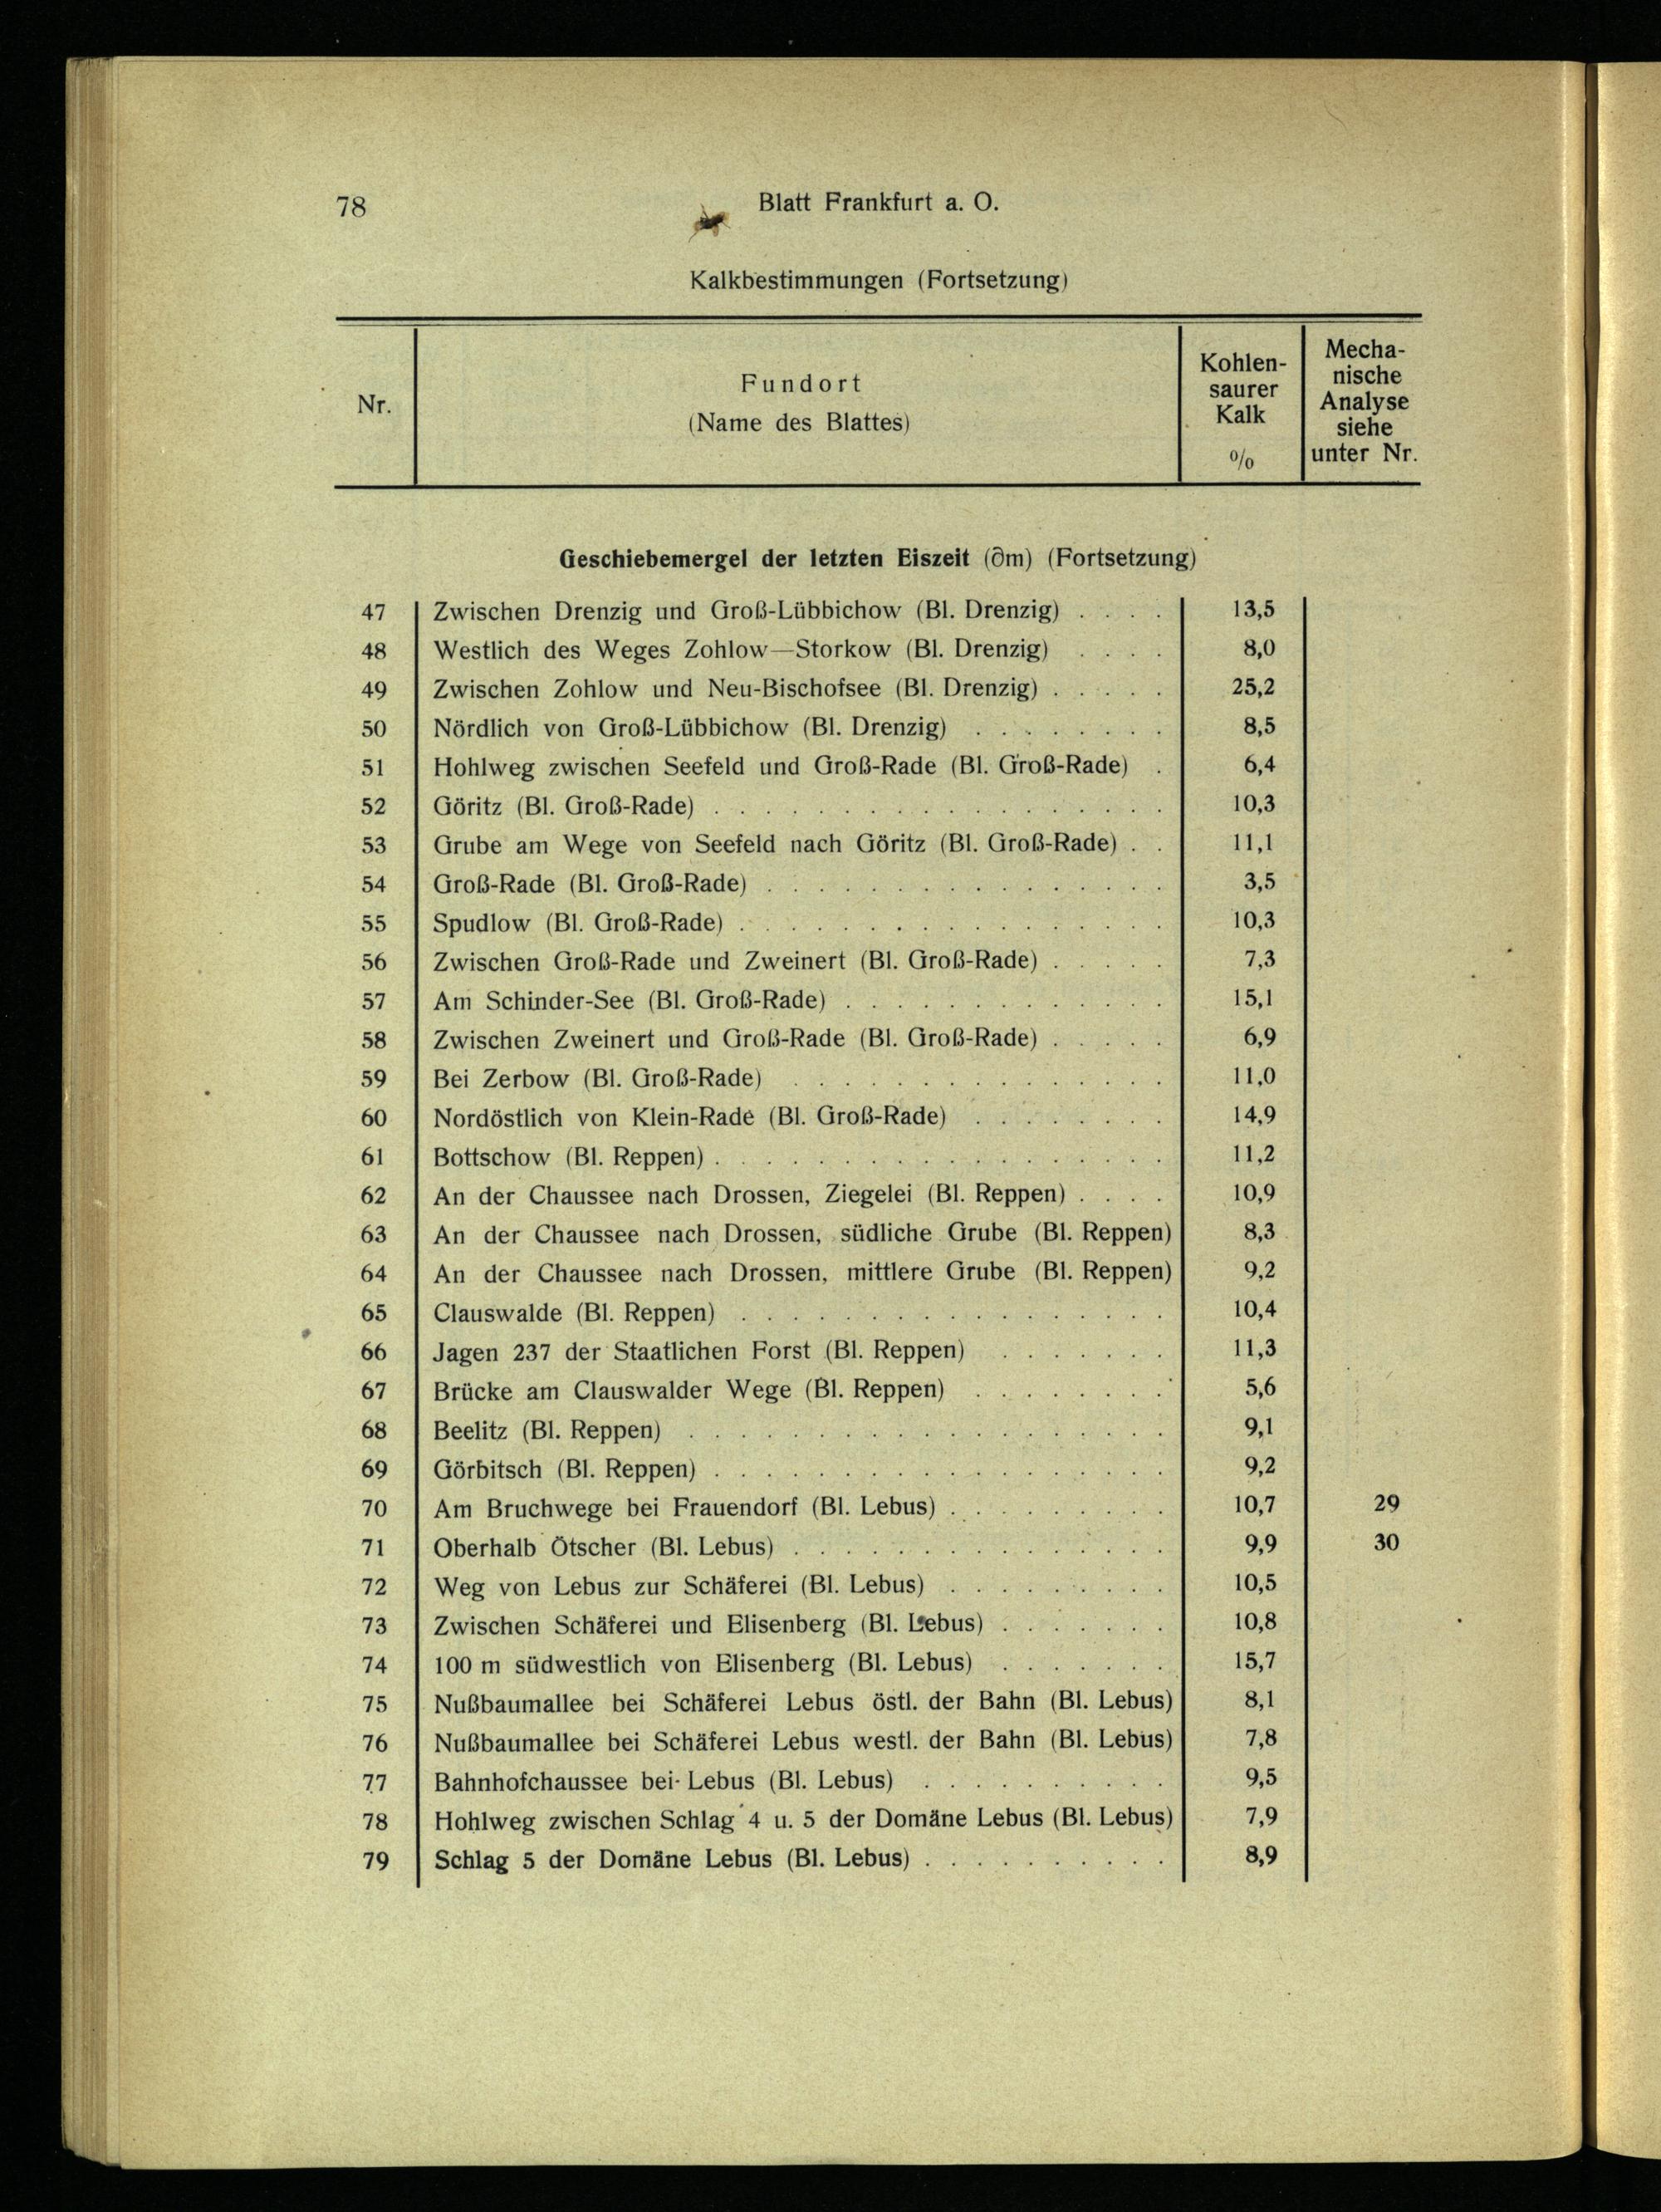 78
Blatt Frankfurt a. O.
Kalkbestimmungen (Fortsetzung)
Nr.
Fundort
(Name des Blattes)
Kohlen-
saurer
Kalk
%
Mecha-
nische
Analyse
siehe
unter Nr.
Geschiebemergel der letzten Eiszeit (∂m) (Fortsetzung)
47 Zwischen Drenzig und Groß-Lübbichow (Bl. Drenzig) . . . . 13,5
48 Westlich des Weges Zohlow—Storkow (Bl. Drenzig) . . . . 8,0
49 Zwischen Zohlow und Neu-Bischofsee (Bl. Drenzig) . . . . . 25,2
50 Nördlich von Groß-Lübbichow (Bl. Drenzig) . . . . . . . . 8,5
51 Hohlweg zwischen Seefeld und Groß-Rade (Bl. Groß-Rade) . 6,4
52 Göritz (Bl. Groß-Rade) . . . . . . . . . . . . . . . . . . 10,3
53 Grube am Wege von Seefeld nach Göritz (Bl. Groß-Rade) . . 11,1
54 Groß-Rade (Bl. Groß-Rade) . . . . . . . . . . . . . . . . 3,5
55 Spudlow (Bl. Groß-Rade) . . . . . . . . . . . . . . . . . 10,3
56 Zwischen Groß-Rade und Zweinert (Bl. Groß-Rade) . . . . . 7,3
57 Am Schinder-See (Bl. Groß-Rade) . . . . . . . . . . . . . 15,1
58 Zwischen Zweinert und Groß-Rade (Bl. Groß-Rade) . . . . . 6,9
59 Bei Zerbow (Bl. Groß-Rade) . . . . . . . . . . . . . . . 11,0
60 Nordöstlich von Klein-Rade (Bl. Groß-Rade) . . . . . . . . 14,9
61 Bottschow (Bl. Reppen) . . . . . . . . . . . . . . . . . . 11,2
62 An der Chaussee nach Drossen, Ziegelei (Bl. Reppen) . . . . 10,9
63 An der Chaussee nach Drossen, südliche Grube (Bl. Reppen) 8,3
64 An der Chaussee nach Drossen, mittlere Grube (Bl. Reppen) 9,2
65 Clauswalde (Bl. Reppen) . . . . . . . . . . . . . . . . . 10,4
66 Jagen 237 der Staatlichen Forst (Bl. Reppen) . . . . . . . 11,3
67 Brücke am Clauswalder Wege (Bl. Reppen) . . . . . . . . 5,6
68 Beelitz (Bl. Reppen) . . . . . . . . . . . . . . . . . . . 9,1
69 Görbitsch (Bl. Reppen) . . . . . . . . . . . . . . . . . . 9,2
70 Am Bruchwege bei Frauendorf (Bl. Lebus) . . . . . . . . . 10,7 29
71 Oberhalb Ötscher (Bl. Lebus) . . . . . . . . . . . . . . . 9,9 30
72 Weg von Lebus zur Schäferei (Bl. Lebus) . . . . . . . . . 10,5
73 Zwischen Schäferei und Elisenberg (Bl. Lebus) . . . . . . . 10,8
74 100 m südwestlich von Elisenberg (Bl. Lebus) . . . . . . . 15,7
75 Nußbaumallee bei Schäferei Lebus östl. der Bahn (Bl. Lebus) 8,1
76 Nußbaumallee bei Schäferei Lebus westl. der Bahn (Bl. Lebus) 7,8
77 Bahnhofchaussee bei Lebus (Bl. Lebus) . . . . . . . . . . 9,5
78 Hohlweg zwischen Schlag 4 u. 5 der Domäne Lebus (Bl. Lebus) 7,9
79 Schlag 5 der Domäne Lebus (Bl. Lebus) . . . . . . . . . . 8,9